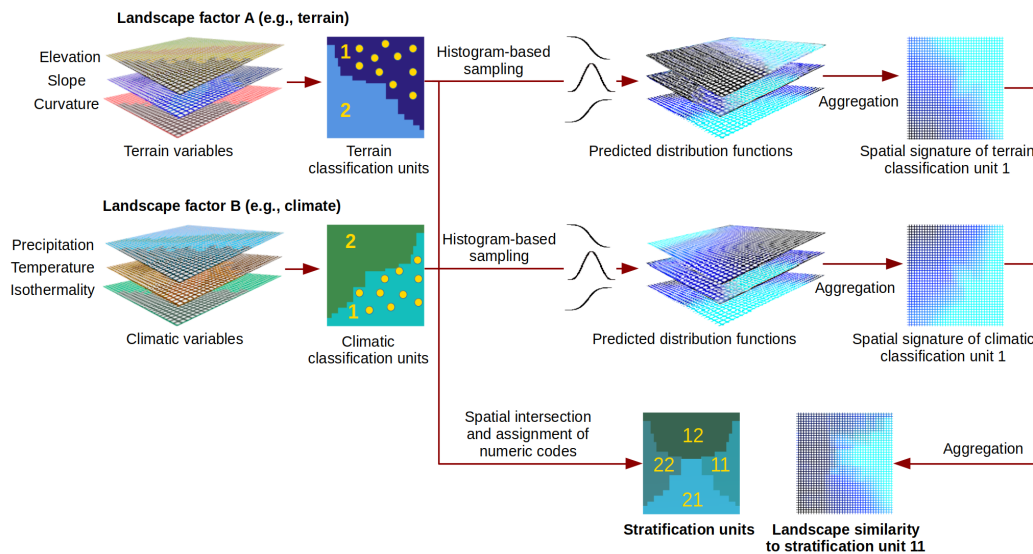 Landscape factor A (e.g., terrain)
Elevation
Slope
Curvature
Terrain variables
1
2
Terrain
classification units
Histogram-based
sampling
Predicted distribution functions
Aggregation
Spatial signature of terrain
classification unit 1
Landscape factor B (e.g., climate)
Precipitation
Temperature
Isothermality
Climatic variables
2
1
Climatic
classification units
Histogram-based
sampling
Predicted distribution functions
Aggregation
Spatial signature of climatic
classification unit 1
Spatial intersection
and assignment of
numeric codes
12
22
11
21
Stratification units
Landscape similarity
to stratification unit 11
Aggregation